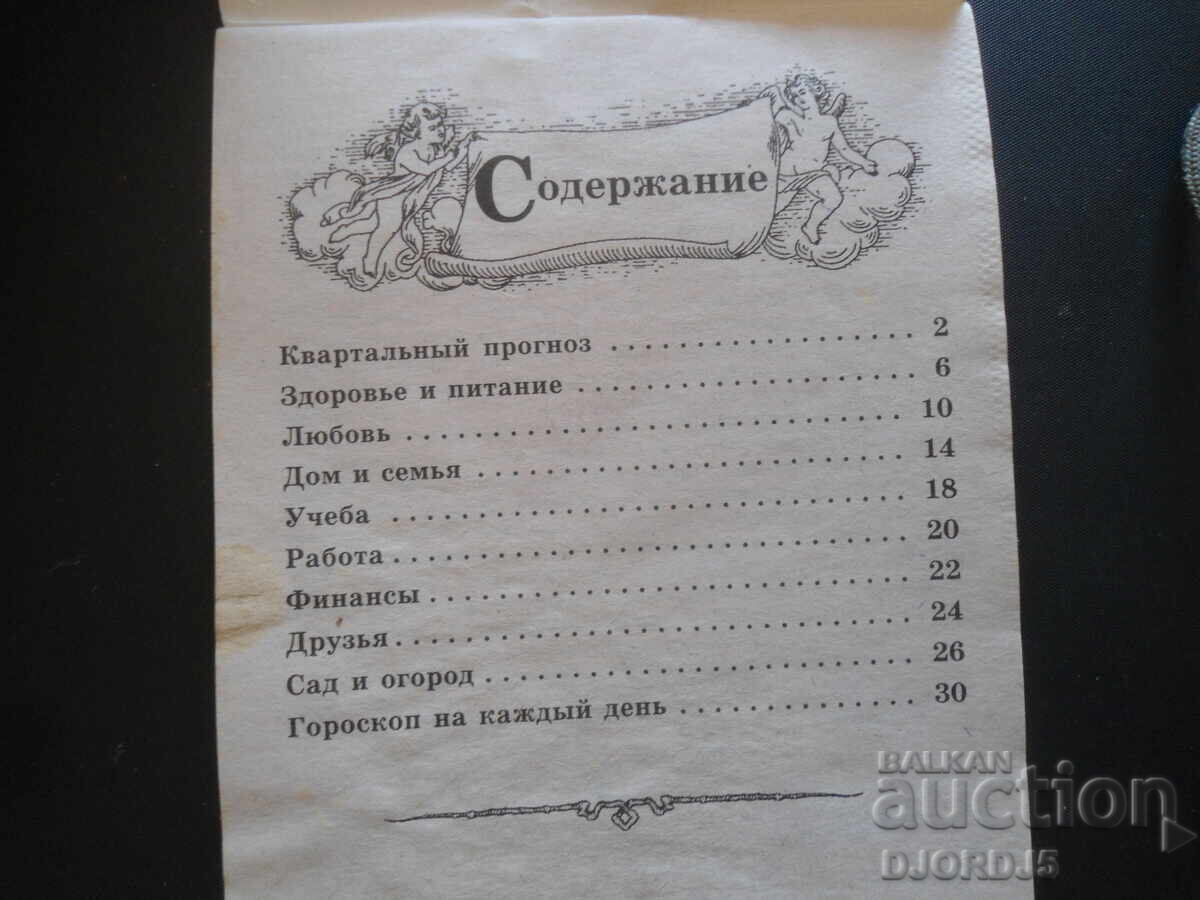 Содержание
Квартальный прогноз . . . . . . . . . . . . . . . . . . 2
Здоровье и питание . . . . . . . . . . . . . . . . . . . . 6
Любовь . . . . . . . . . . . . . . . . . . . . . . . . . . . . . 10
Дом и семья . . . . . . . . . . . . . . . . . . . . . . . . . 14
Учеба . . . . . . . . . . . . . . . . . . . . . . . . . . . . . . 18
Работа . . . . . . . . . . . . . . . . . . . . . . . . . . . . . . 20
Финансы . . . . . . . . . . . . . . . . . . . . . . . . . . . . 22
Друзья . . . . . . . . . . . . . . . . . . . . . . . . . . . . . . 24
Сад и огород . . . . . . . . . . . . . . . . . . . . . . . . . 26
Гороскоп на каждый день . . . . . . . . . . . . . . 30
BALKAN
auction
DJORDJ5